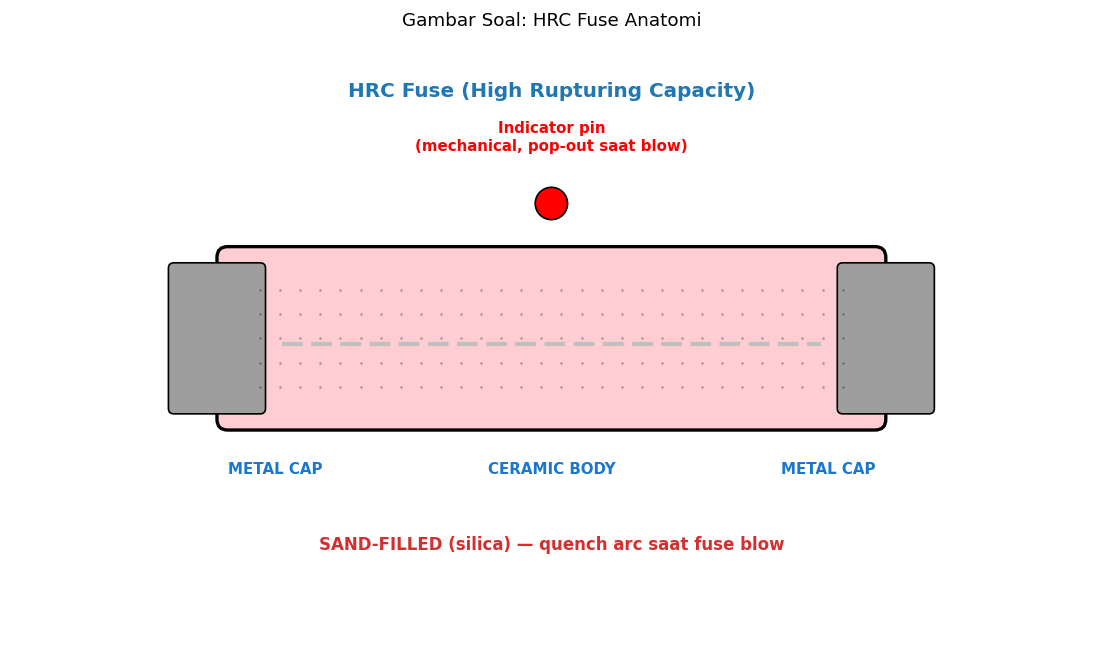 Gambar Soal: HRC Fuse Anatomi
HRC Fuse (High Rupturing Capacity)
Indicator pin
(mechanical, pop-out saat blow)
METAL CAP
CERAMIC BODY
METAL CAP
SAND-FILLED (silica) — quench arc saat fuse blow